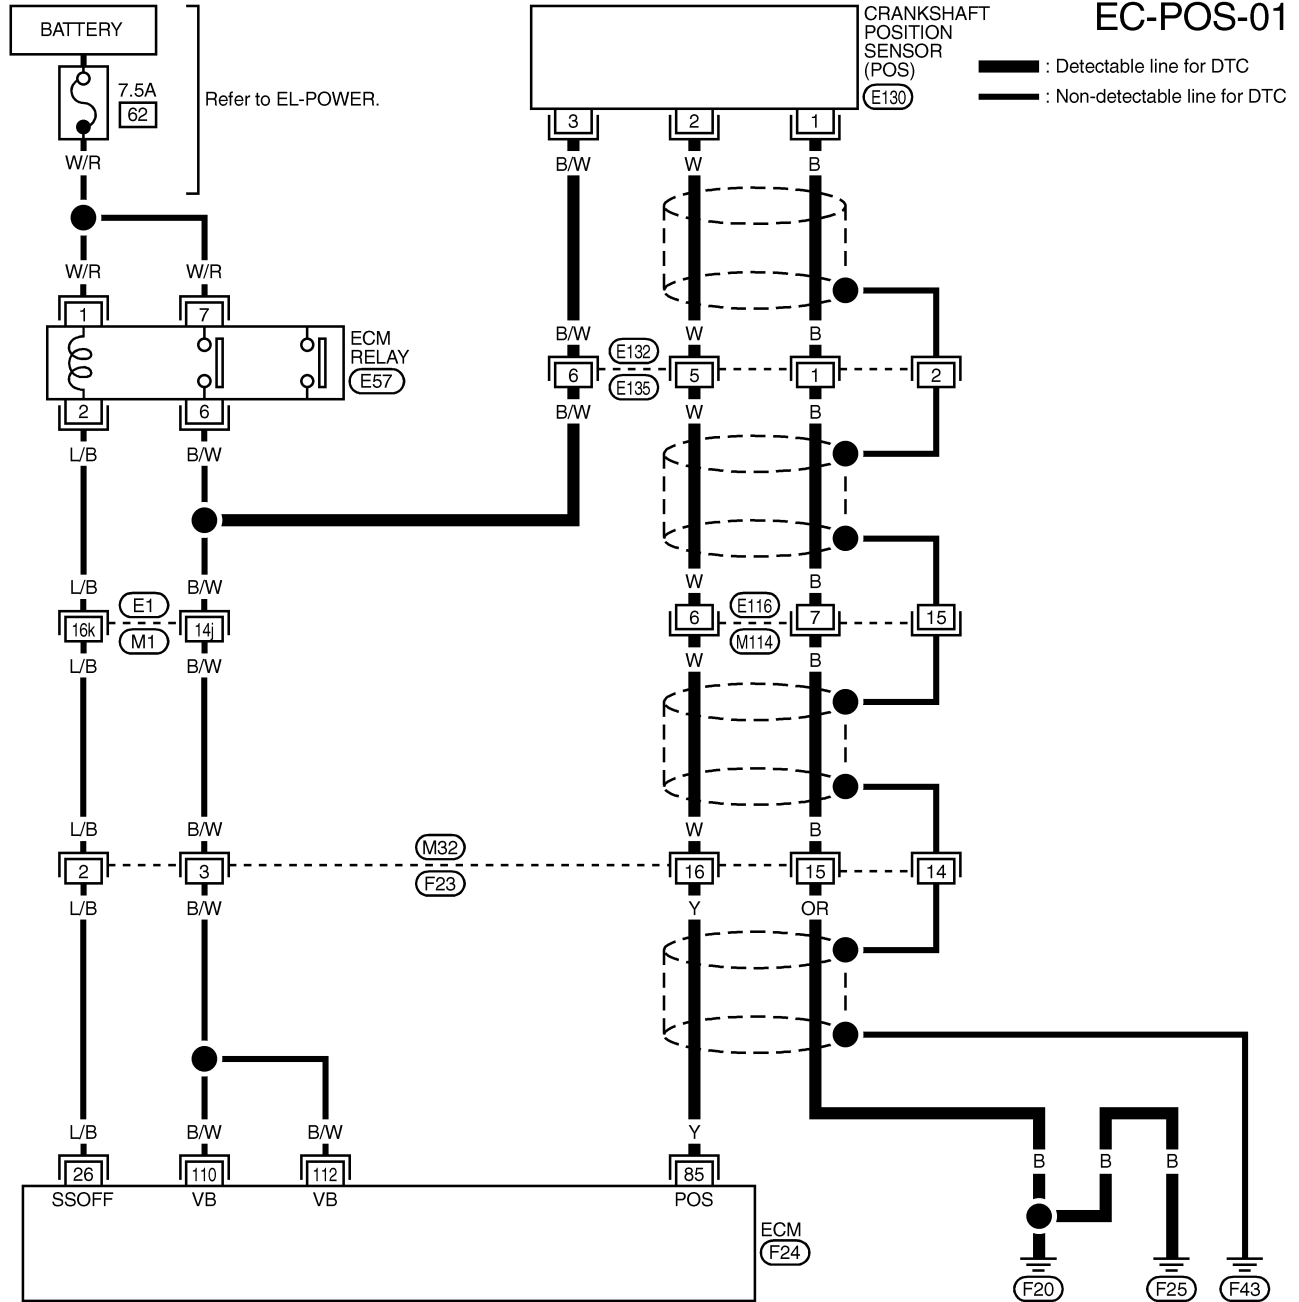 EC-POS-01
BATTERY
CRANKSHAFT
POSITION
SENSOR
(POS)
E130
: Detectable line for DTC
: Non-detectable line for DTC
7.5A
62
Refer to EL-POWER.
3 2 1
W/R B/W W B
W/R W/R
1 7
ECM
RELAY
E57
B/W W B
E132
6 5 1 2
E135
2 6
B/W W B
L/B B/W
L/B B/W W B
E1 E116
16k 14j 6 7 15
M1 M114
L/B B/W W B
L/B B/W W B
M32
2 3 16 15 14
F23
L/B B/W Y OR
L/B B/W B/W Y
B B B
26 110 112 85
SSOFF VB VB POS
ECM
F24
F20 F25 F43